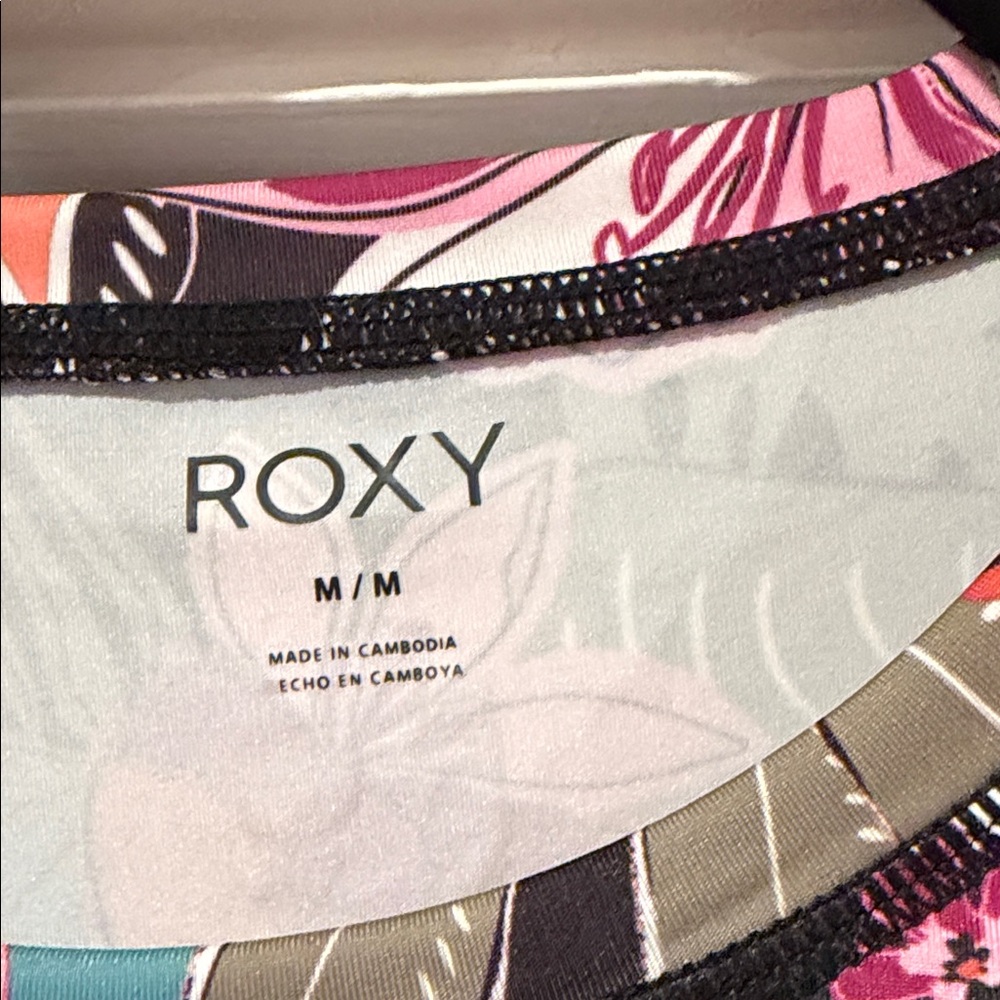 ROXY
M / M
MADE IN CAMBODIA
ECHO EN CAMBOYA